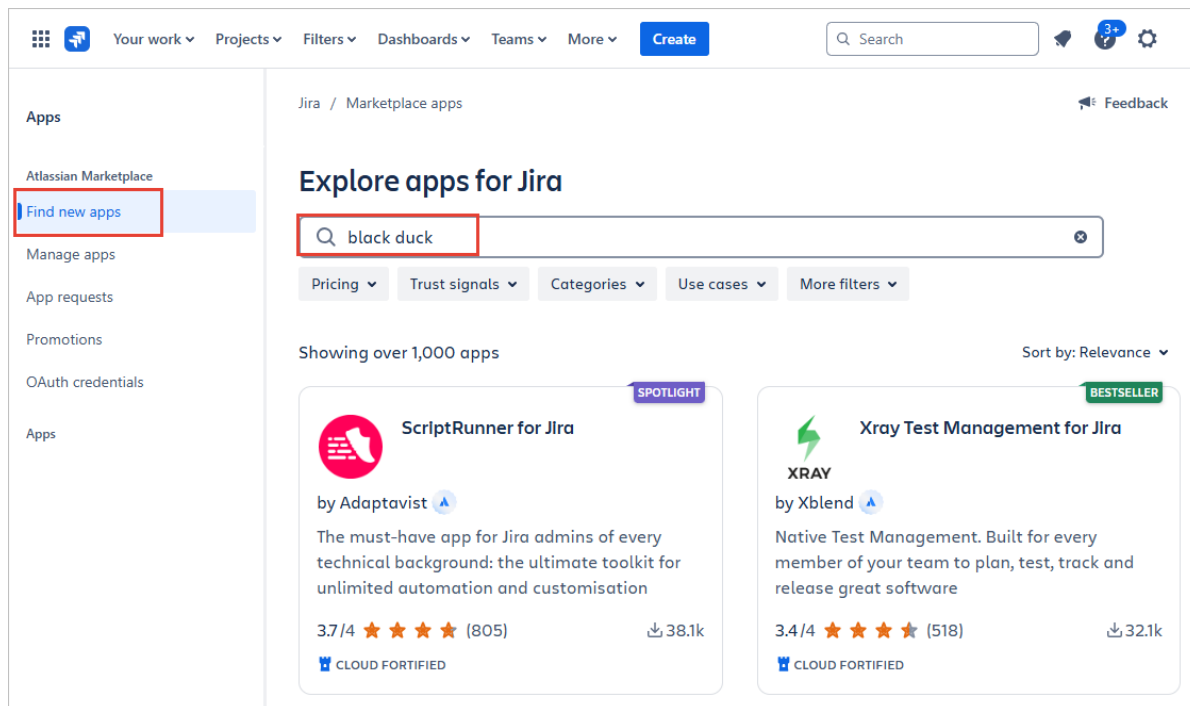 Your work Projects Filters Dashboards Teams More Create Search 3+ ?
Apps
Atlassian Marketplace
Find new apps
Manage apps
App requests
Promotions
OAuth credentials
Apps
Jira / Marketplace apps
Feedback
Explore apps for Jira
black duck
Pricing Trust signals Categories Use cases More filters
Showing over 1,000 apps
Sort by: Relevance
SPOTLIGHT
ScriptRunner for Jira
by Adaptavist
The must-have app for Jira admins of every
technical background: the ultimate toolkit for
unlimited automation and customisation
3.7/4 (805) 38.1k
CLOUD FORTIFIED
BESTSELLER
XRAY
Xray Test Management for Jira
by Xblend
Native Test Management. Built for every
member of your team to plan, test, track and
release great software
3.4/4 (518) 32.1k
CLOUD FORTIFIED